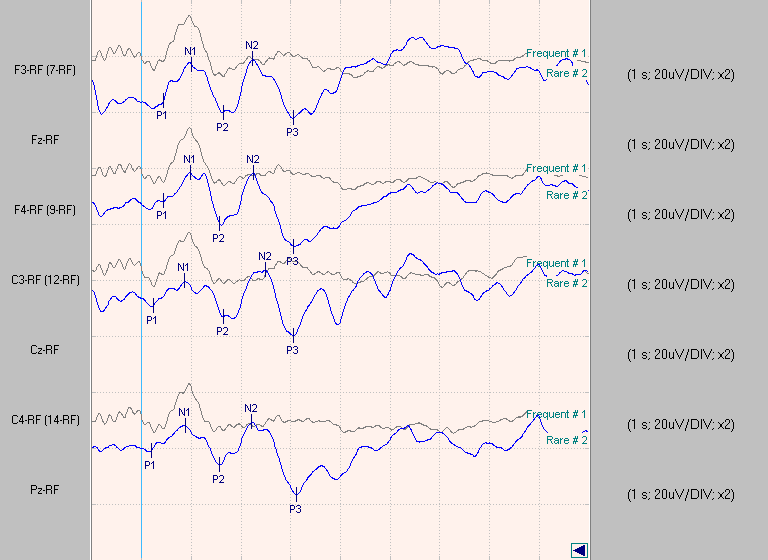 N1 N2 Frequent # 1
F3-RF (7-RF) Rare # 2 (1 s; 20uV/DIV; x2)
P1 P2 P3
Fz-RF (1 s; 20uV/DIV; x2)
N1 N2 Frequent # 1
Rare # 2
F4-RF (9-RF) P1 (1 s; 20uV/DIV; x2)
P2 P3
N1 N2 Frequent # 1
C3-RF (12-RF) Rare # 2 (1 s; 20uV/DIV; x2)
P1 P2 P3
Cz-RF (1 s; 20uV/DIV; x2)
N1 N2 Frequent # 1
C4-RF (14-RF) (1 s; 20uV/DIV; x2)
Rare # 2
P1 P2
Pz-RF (1 s; 20uV/DIV; x2)
P3